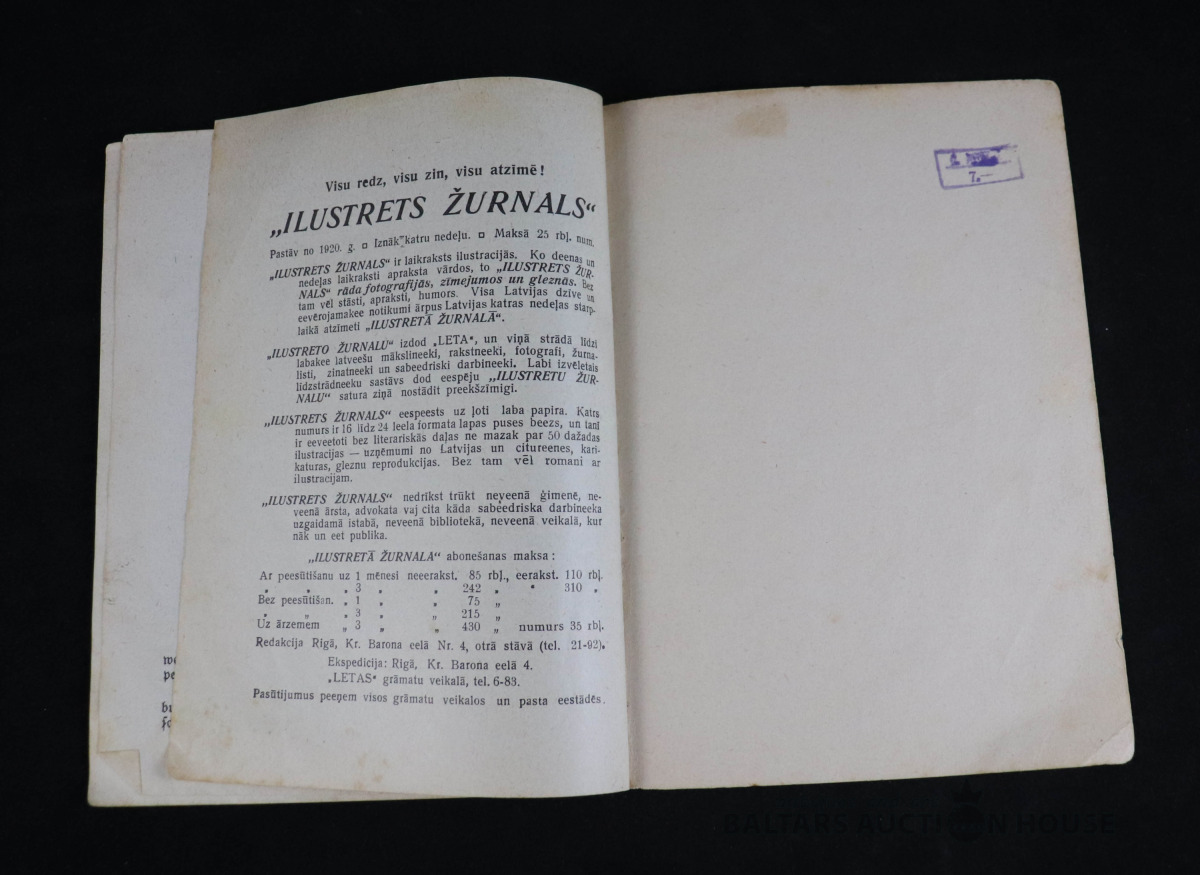 Visu redz, visu zin, visu atzīmē!
„ILUSTRETS ŽURNALS“
Pastāv no 1920. g. ▫ Iznāk katru nedeļu. ▫ Maksā 25 rbļ. num.
„ILUSTRETS ŽURNALS“ ir laikraksts ilustracijās. Ko deenas un
nedeļas laikraksti apraksta vārdos, to „ILUSTRETS ŽUR-
NALS“ rāda fotografijās, zīmejumos un gleznās. Bez
tam vēl stāsti, apraksti, humors. Visa Latvijas dzīve un
eevērojamakee notikumi ārpus Latvijas katras nedeļas starp-
laikā atzīmeti „ILUSTRETĀ ŽURNALĀ“.
„ILUSTRETO ŽURNALU“ izdod „LETA“, un viņā strādā līdzi
labakee latveešu mākslineeki, rakstneeki, fotografi, žurna-
listi, zinatneeki un sabeedriski darbineeki. Labi izvēletais
līdzstrādneeku sastāvs dod eespēju „ILUSTRETU ŽUR-
NALU“ satura ziņā nostādit preekšzīmigi.
„ILUSTRETS ŽURNALS“ eespeests uz ļoti laba papira. Katrs
numurs ir 16 līdz 24 leela formata lapas puses beezs, un tanī
ir eeveetoti bez literariskās daļas ne mazak par 50 dažadas
ilustracijas — uzņēmumi no Latvijas un citureenes, kari-
katuras, gleznu reprodukcijas. Bez tam vēl romani ar
ilustracijam.
„ILUSTRETS ŽURNALS“ nedrīkst trūkt neveenā ģimenē, ne-
veenā ārsta, advokata vaj cita kāda sabeedriska darbineeka
uzgaidamā istabā, neveenā bibliotekā, neveenā veikalā, kur
nāk un eet publika.
„ILUSTRETĀ ŽURNALA“ abonešanas maksa:
Ar peesūtišanu uz 1 mēnesi neeerakst. 85 rbļ., eerakst. 110 rbļ.
„ „ „ 3 „ „ 242 „ „ 310 „
Bez peesūtišan. „ 1 „ „ 75 „
„ „ „ 3 „ „ 215 „
Uz ārzemem „ 3 „ „ 430 „ numurs 35 rbļ.
Redakcija Rigā, Kr. Barona eelā Nr. 4, otrā stāvā (tel. 21-92).
Ekspedicija: Rigā, Kr. Barona eelā 4.
„LETAS“ grāmatu veikalā, tel. 6-83.
Pasūtijumus peeņem visos grāmatu veikalos un pasta eestādēs.
7.—
BALTARS AUCTION HOUSE